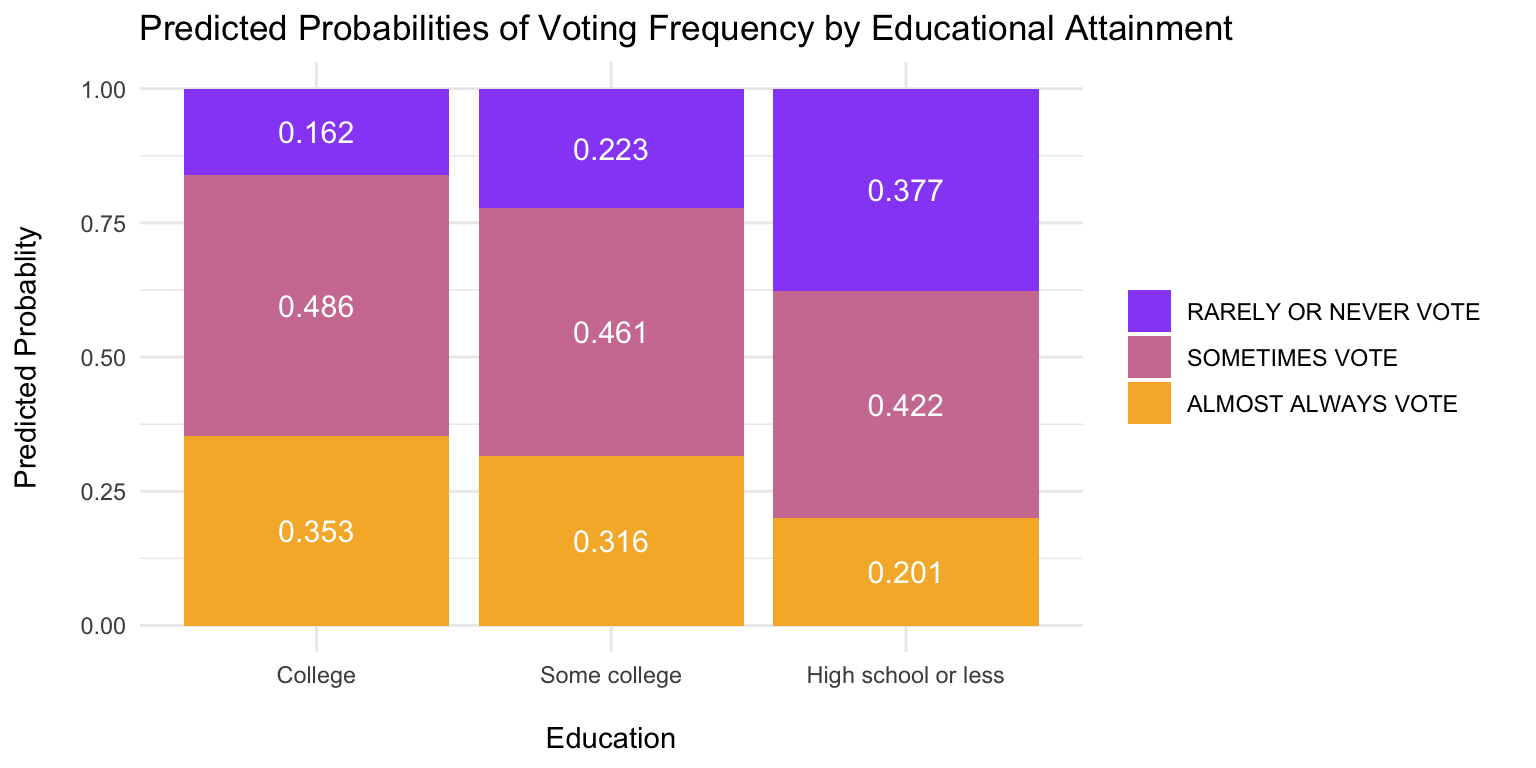 Predicted Probabilities of Voting Frequency by Educational Attainment
Predicted Probablity
1.00
0.75
0.50
0.25
0.00
0.162
0.486
0.353
0.223
0.461
0.316
0.377
0.422
0.201
College
Some college
High school or less
Education
RARELY OR NEVER VOTE
SOMETIMES VOTE
ALMOST ALWAYS VOTE